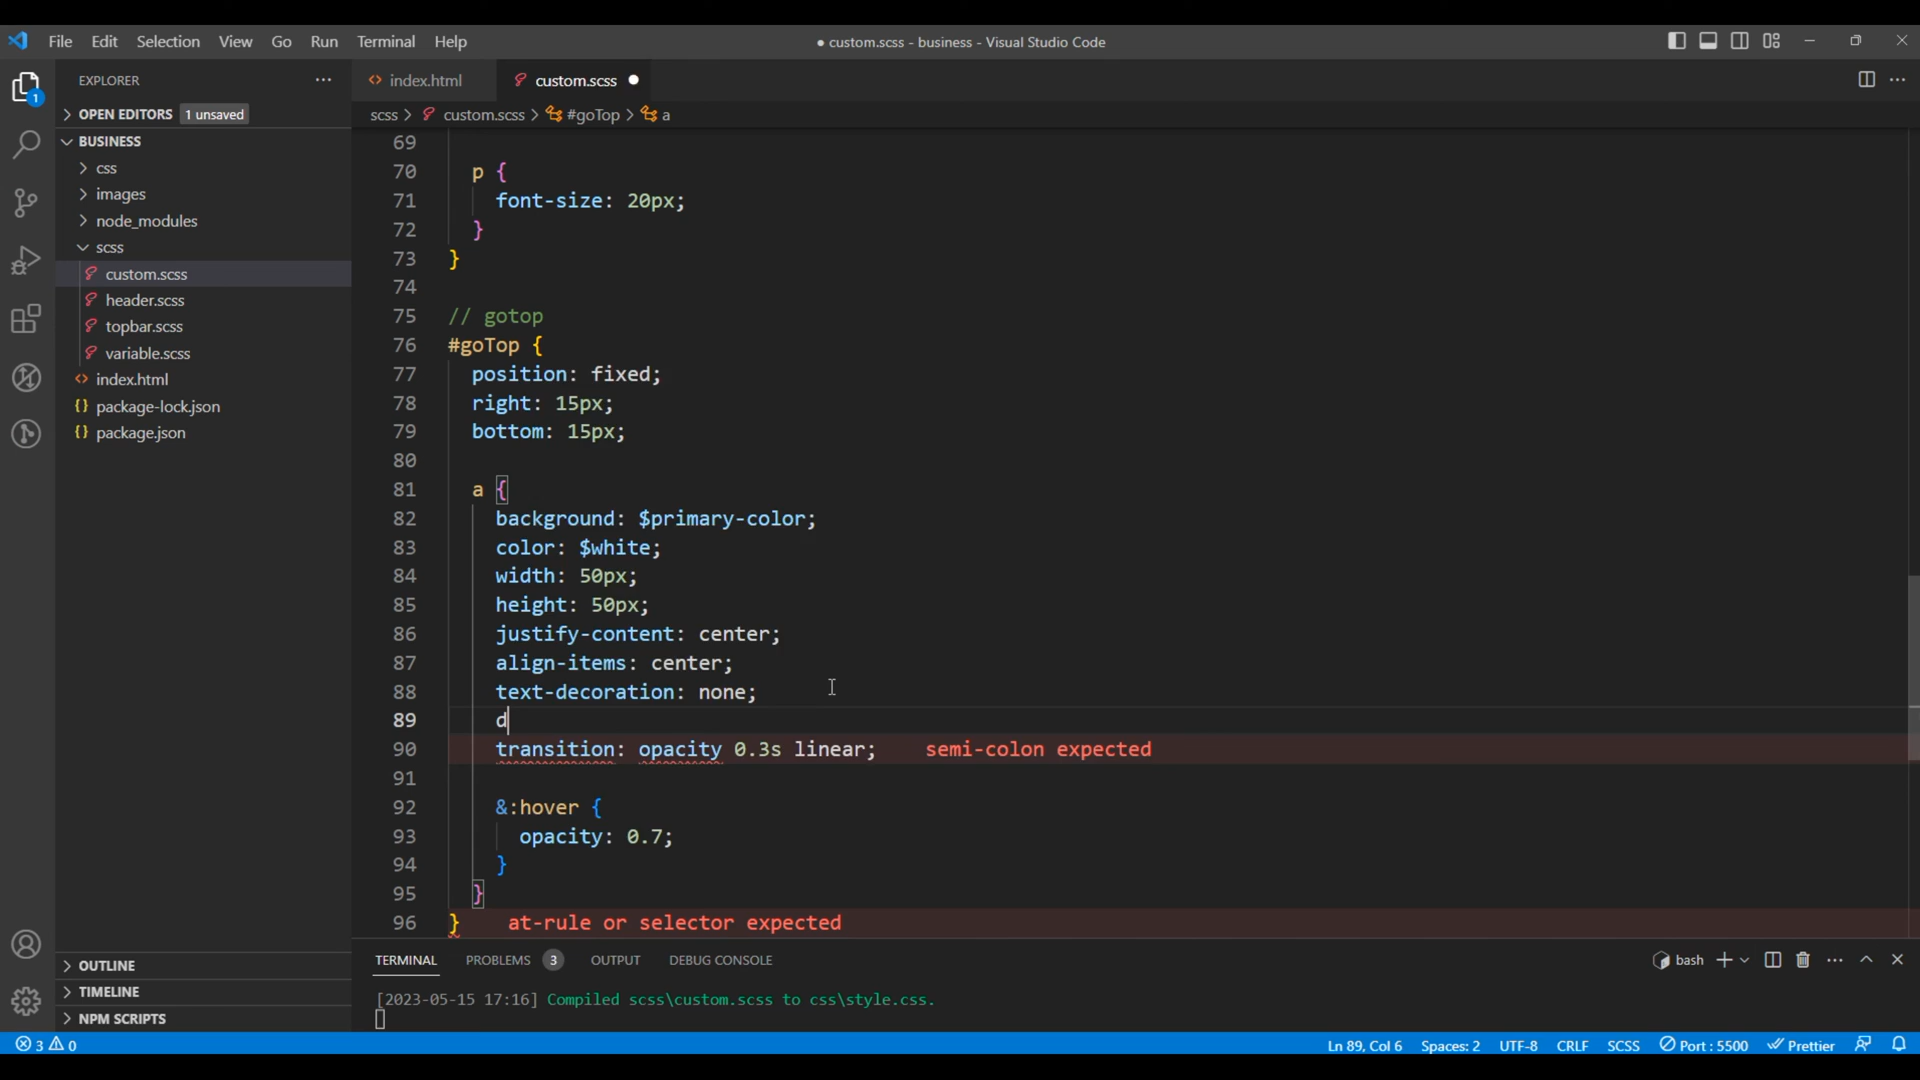 File Edit Selection View Go Run Terminal Help
● custom.scss - business - Visual Studio Code
EXPLORER
index.html
custom.scss
OPEN EDITORS 1 unsaved
BUSINESS
css
images
node_modules
scss
custom.scss
header.scss
topbar.scss
variable.scss
index.html
package-lock.json
package.json
OUTLINE
TIMELINE
NPM SCRIPTS
1
scss > custom.scss > #goTop > a
69
70 p {
71 font-size: 20px;
72 }
73 }
74
75 // gotop
76 #goTop {
77 position: fixed;
78 right: 15px;
79 bottom: 15px;
80
81 a {
82 background: $primary-color;
83 color: $white;
84 width: 50px;
85 height: 50px;
86 justify-content: center;
87 align-items: center;
88 text-decoration: none;
89 d
90 transition: opacity 0.3s linear; semi-colon expected
91
92 &:hover {
93 opacity: 0.7;
94 }
95 }
96 } at-rule or selector expected
TERMINAL PROBLEMS 3 OUTPUT DEBUG CONSOLE
bash
[2023-05-15 17:16] Compiled scss\custom.scss to css\style.css.
3 0
Ln 89, Col 6 Spaces: 2 UTF-8 CRLF SCSS Port : 5500 Prettier